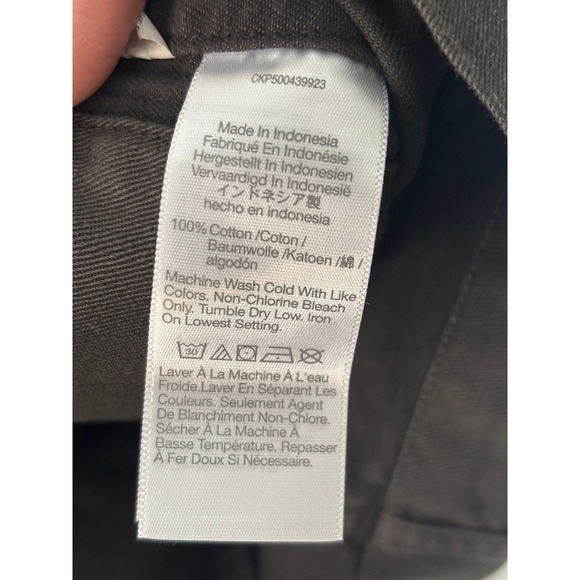 CKP500439923
Made In Indonesia
Fabriqué En Indonésie
Hergestellt In Indonesien
Vervaardigd In Indonesië
インドネシア製
hecho en indonesia
100% Cotton /Coton /
Baumwolle /Katoen /綿 /
algodón
Machine Wash Cold With Like
Colors. Non-Chlorine Bleach
Only. Tumble Dry Low. Iron
On Lowest Setting.
30
Laver À La Machine À L'eau
Froide.Laver En Séparant Les
Couleurs. Seulement Agent
De Blanchiment Non-Chlore.
Sécher À La Machine À
Basse Température. Repasser
À Fer Doux Si Nécessaire.